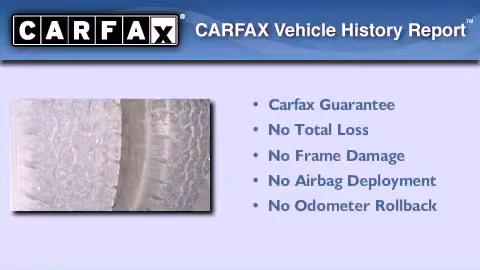 CARFAX® CARFAX Vehicle History Report™
• Carfax Guarantee
• No Total Loss
• No Frame Damage
• No Airbag Deployment
• No Odometer Rollback